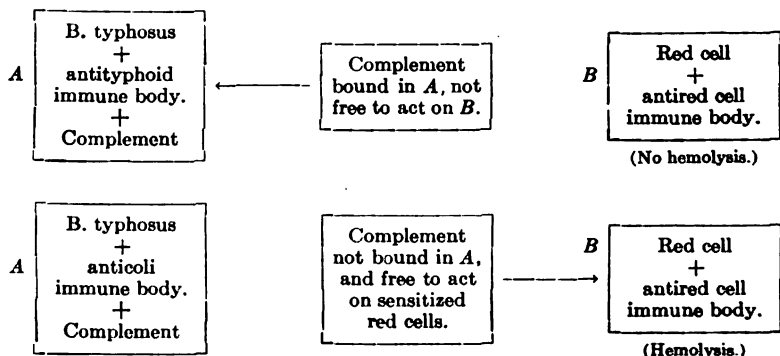 A
B. typhosus
+
antityphoid
immune body.
+
Complement
Complement
bound in A, not
free to act on B.
B
Red cell
+
antired cell
immune body.
(No hemolysis.)
A
B. typhosus
+
anticoli
immune body.
+
Complement
Complement
not bound in A,
and free to act
on sensitized
red cells.
B
Red cell
+
antired cell
immune body.
(Hemolysis.)